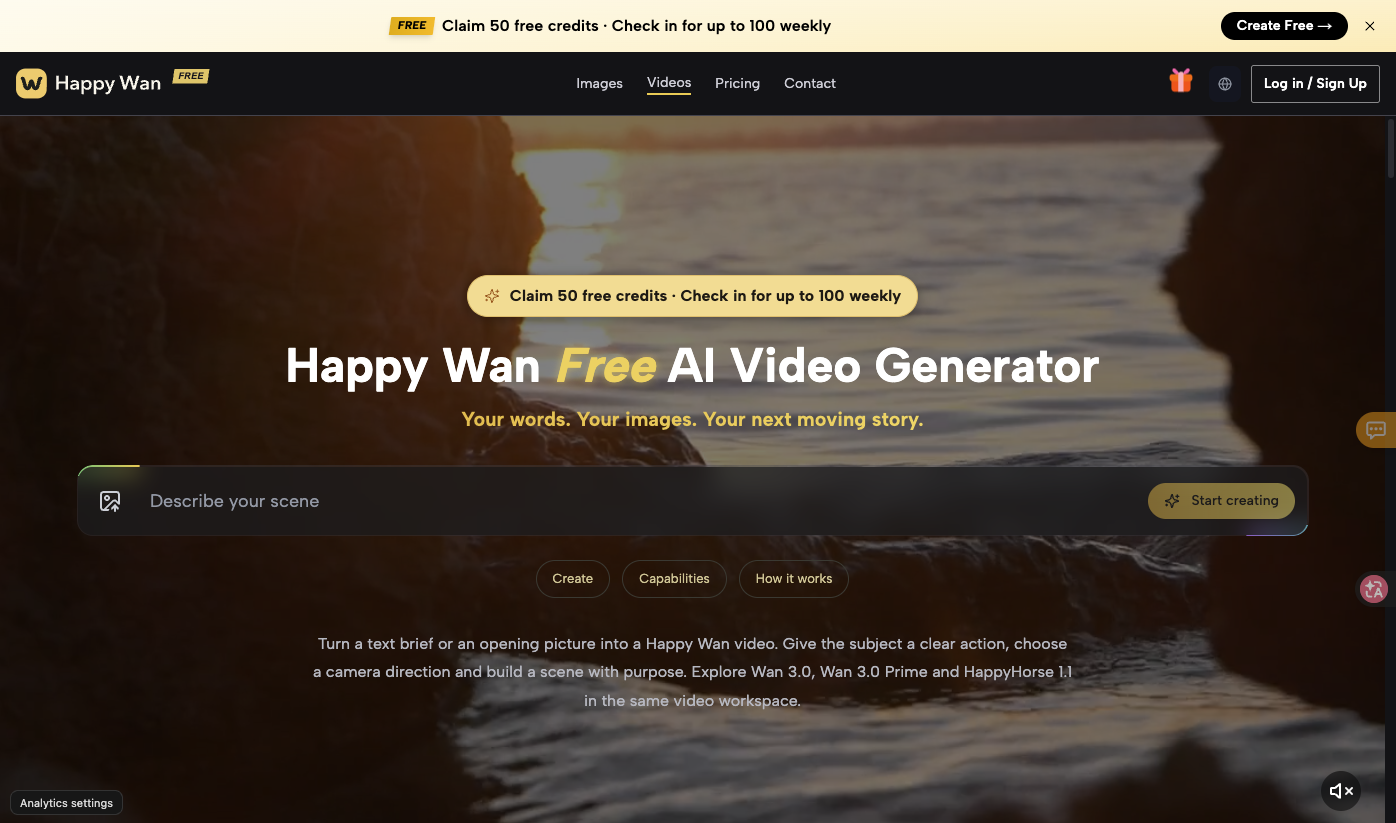 FREE Claim 50 free credits · Check in for up to 100 weekly
Create Free →
W Happy Wan FREE
Images
Videos
Pricing
Contact
Log in / Sign Up
Claim 50 free credits · Check in for up to 100 weekly
Happy Wan Free AI Video Generator
Your words. Your images. Your next moving story.
Describe your scene
Start creating
Create
Capabilities
How it works
Turn a text brief or an opening picture into a Happy Wan video. Give the subject a clear action, choose
a camera direction and build a scene with purpose. Explore Wan 3.0, Wan 3.0 Prime and HappyHorse 1.1
in the same video workspace.
Analytics settings